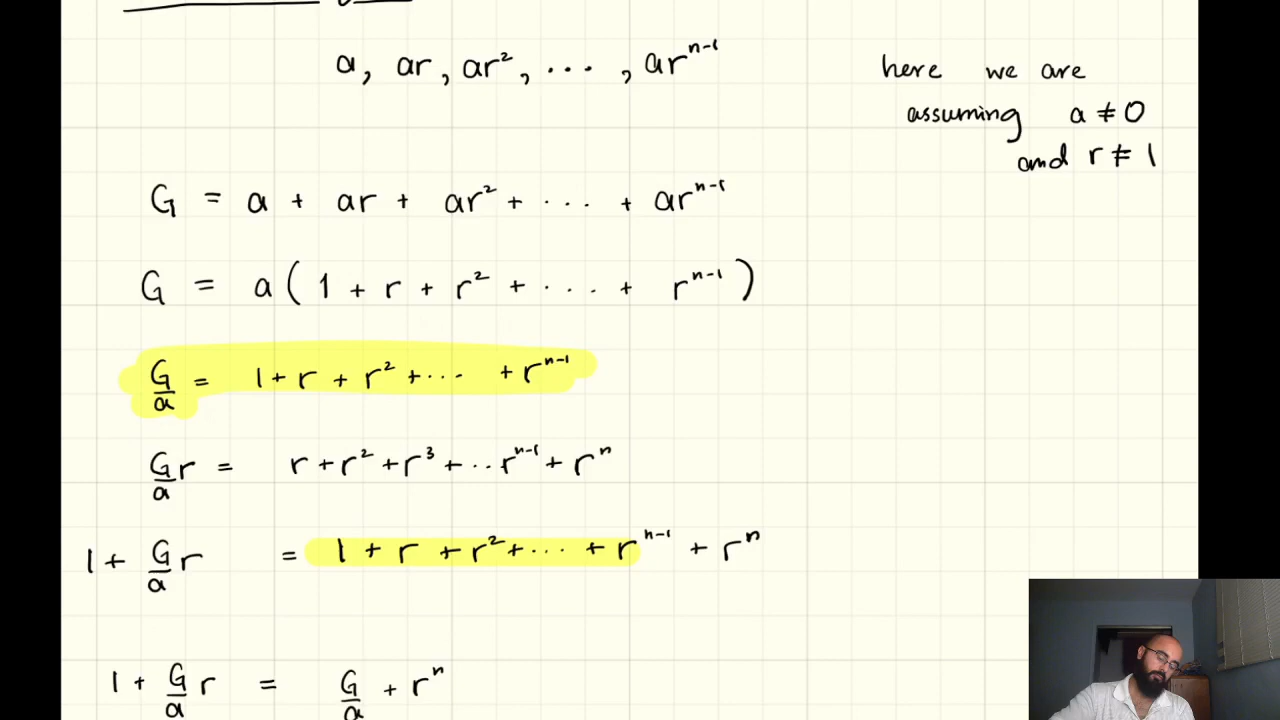 a, ar, ar², ..., arⁿ⁻¹
here we are
assuming a ≠ 0
and r ≠ 1
G = a + ar + ar² + ... + arⁿ⁻¹
G = a(1 + r + r² + ... + rⁿ⁻¹)
G/a = 1 + r + r² + ... + rⁿ⁻¹
G/a r = r + r² + r³ + .. rⁿ⁻¹ + rⁿ
1 + G/a r = 1 + r + r² + ... + rⁿ⁻¹ + rⁿ
1 + G/a r = G/a + rⁿ